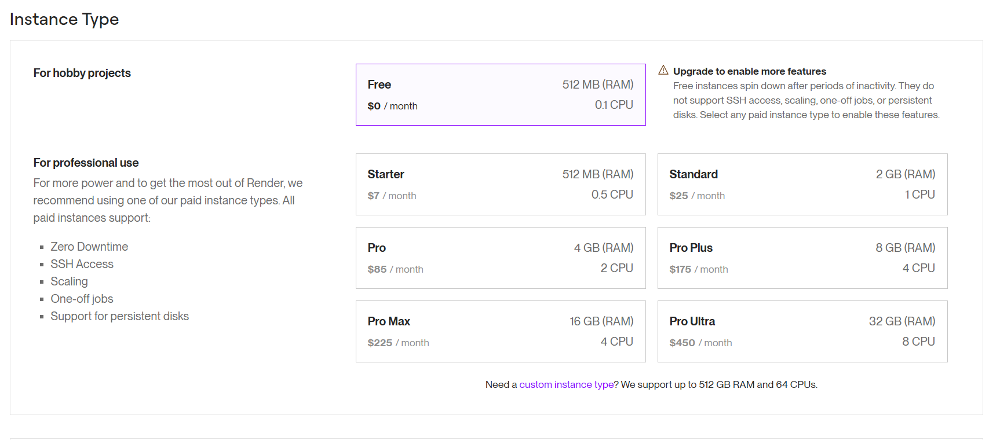 Instance Type
For hobby projects
Free 512 MB (RAM)
$0 / month 0.1 CPU
Upgrade to enable more features
Free instances spin down after periods of inactivity. They do
not support SSH access, scaling, one-off jobs, or persistent
disks. Select any paid instance type to enable these features.
For professional use
For more power and to get the most out of Render, we
recommend using one of our paid instance types. All
paid instances support:
Zero Downtime
SSH Access
Scaling
One-off jobs
Support for persistent disks
Starter 512 MB (RAM)
$7 / month 0.5 CPU
Standard 2 GB (RAM)
$25 / month 1 CPU
Pro 4 GB (RAM)
$85 / month 2 CPU
Pro Plus 8 GB (RAM)
$175 / month 4 CPU
Pro Max 16 GB (RAM)
$225 / month 4 CPU
Pro Ultra 32 GB (RAM)
$450 / month 8 CPU
Need a custom instance type? We support up to 512 GB RAM and 64 CPUs.